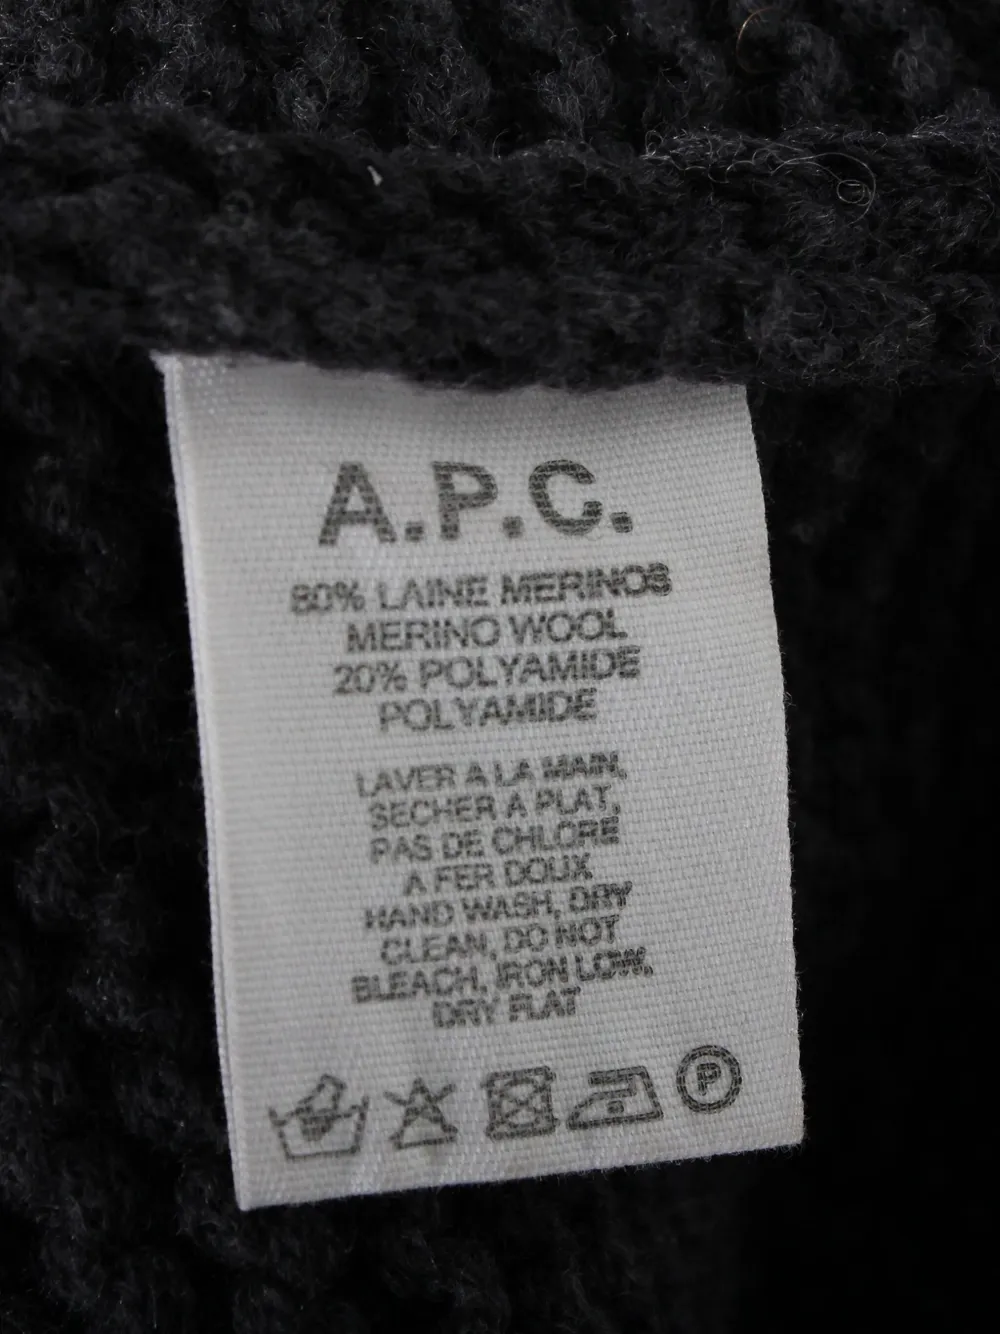 A.P.C.
80% LAINE MERINOS
MERINO WOOL
20% POLYAMIDE
POLYAMIDE
LAVER A LA MAIN,
SECHER A PLAT,
PAS DE CHLORE
A FER DOUX
HAND WASH, DRY
CLEAN, DO NOT
BLEACH, IRON LOW,
DRY FLAT
P